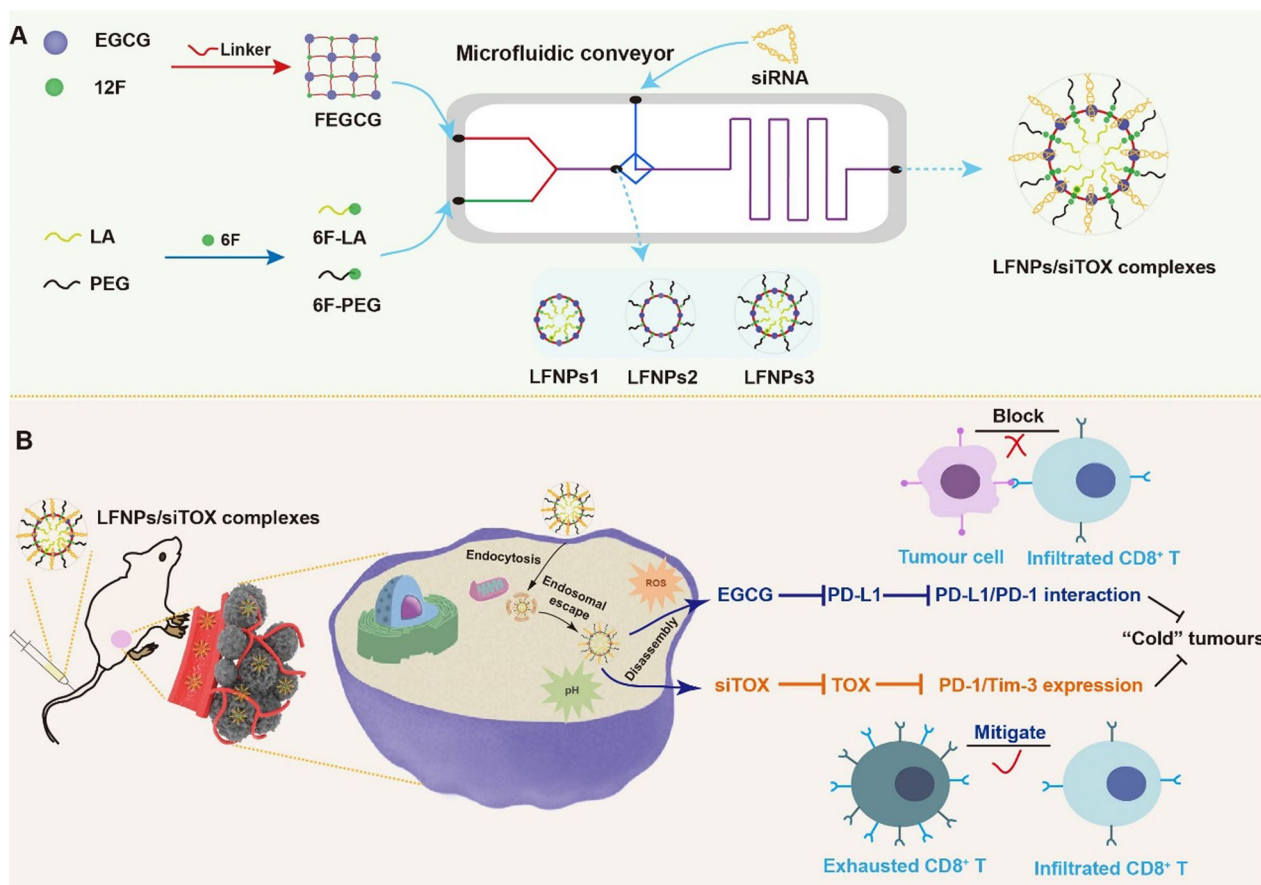 A
EGCG
12F
Linker
FEGCG
Microfluidic conveyor
siRNA
LA
PEG
6F
6F-LA
6F-PEG
LFNPs1
LFNPs2
LFNPs3
LFNPs/siTOX complexes
B
LFNPs/siTOX complexes
Endocytosis
Endosomal
escape
ROS
Disassembly
pH
Block
Tumour cell
Infiltrated CD8⁺ T
EGCG
PD-L1
PD-L1/PD-1 interaction
“Cold” tumours
siTOX
TOX
PD-1/Tim-3 expression
Mitigate
Exhausted CD8⁺ T
Infiltrated CD8⁺ T